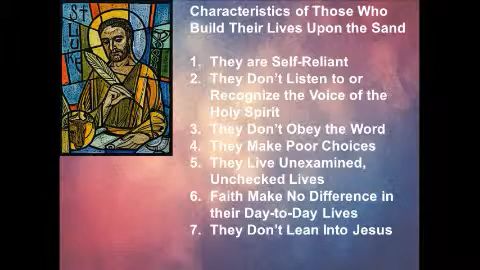 ST
LUKE
Characteristics of Those Who
Build Their Lives Upon the Sand
1. They are Self-Reliant
2. They Don't Listen to or
Recognize the Voice of the
Holy Spirit
3. They Don't Obey the Word
4. They Make Poor Choices
5. They Live Unexamined,
Unchecked Lives
6. Faith Make No Difference in
their Day-to-Day Lives
7. They Don't Lean Into Jesus